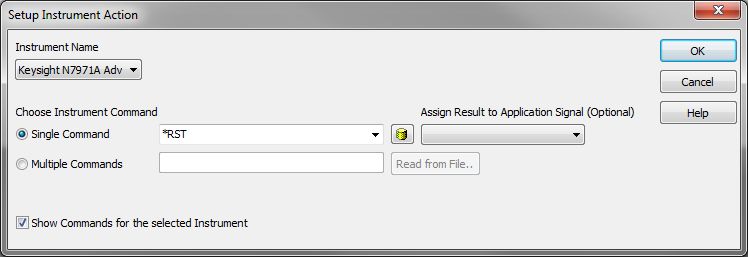 Setup Instrument Action
Instrument Name
OK
Keysight N7971A Adv
Cancel
Choose Instrument Command
Assign Result to Application Signal (Optional)
Help
Single Command
*RST
Multiple Commands
Read from File..
Show Commands for the selected Instrument